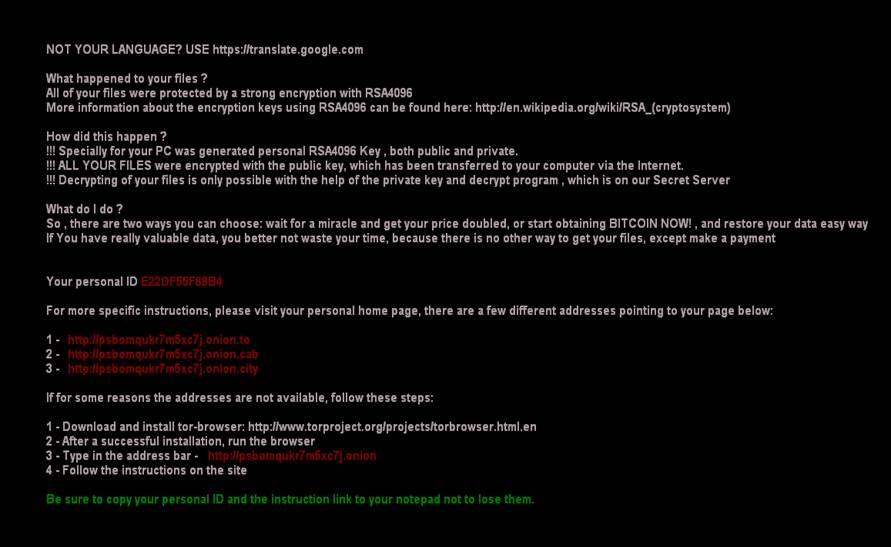 NOT YOUR LANGUAGE? USE https://translate.google.com
What happened to your files ?
All of your files were protected by a strong encryption with RSA4096
More information about the encryption keys using RSA4096 can be found here: http://en.wikipedia.org/wiki/RSA_(cryptosystem)
How did this happen ?
!!! Specially for your PC was generated personal RSA4096 Key , both public and private.
!!! ALL YOUR FILES were encrypted with the public key, which has been transferred to your computer via the Internet.
!!! Decrypting of your files is only possible with the help of the private key and decrypt program , which is on our Secret Server
What do I do ?
So , there are two ways you can choose: wait for a miracle and get your price doubled, or start obtaining BITCOIN NOW! , and restore your data easy way
If You have really valuable data, you better not waste your time, because there is no other way to get your files, except make a payment
Your personal ID E22DF55F88B4
For more specific instructions, please visit your personal home page, there are a few different addresses pointing to your page below:
1 - http://psbomqukr7m5xc7j.onion.to
2 - http://psbomqukr7m5xc7j.onion.cab
3 - http://psbomqukr7m5xc7j.onion.city
If for some reasons the addresses are not available, follow these steps:
1 - Download and install tor-browser: http://www.torproject.org/projects/torbrowser.html.en
2 - After a successful installation, run the browser
3 - Type in the address bar - http://psbomqukr7m5xc7j.onion
4 - Follow the instructions on the site
Be sure to copy your personal ID and the instruction link to your notepad not to lose them.